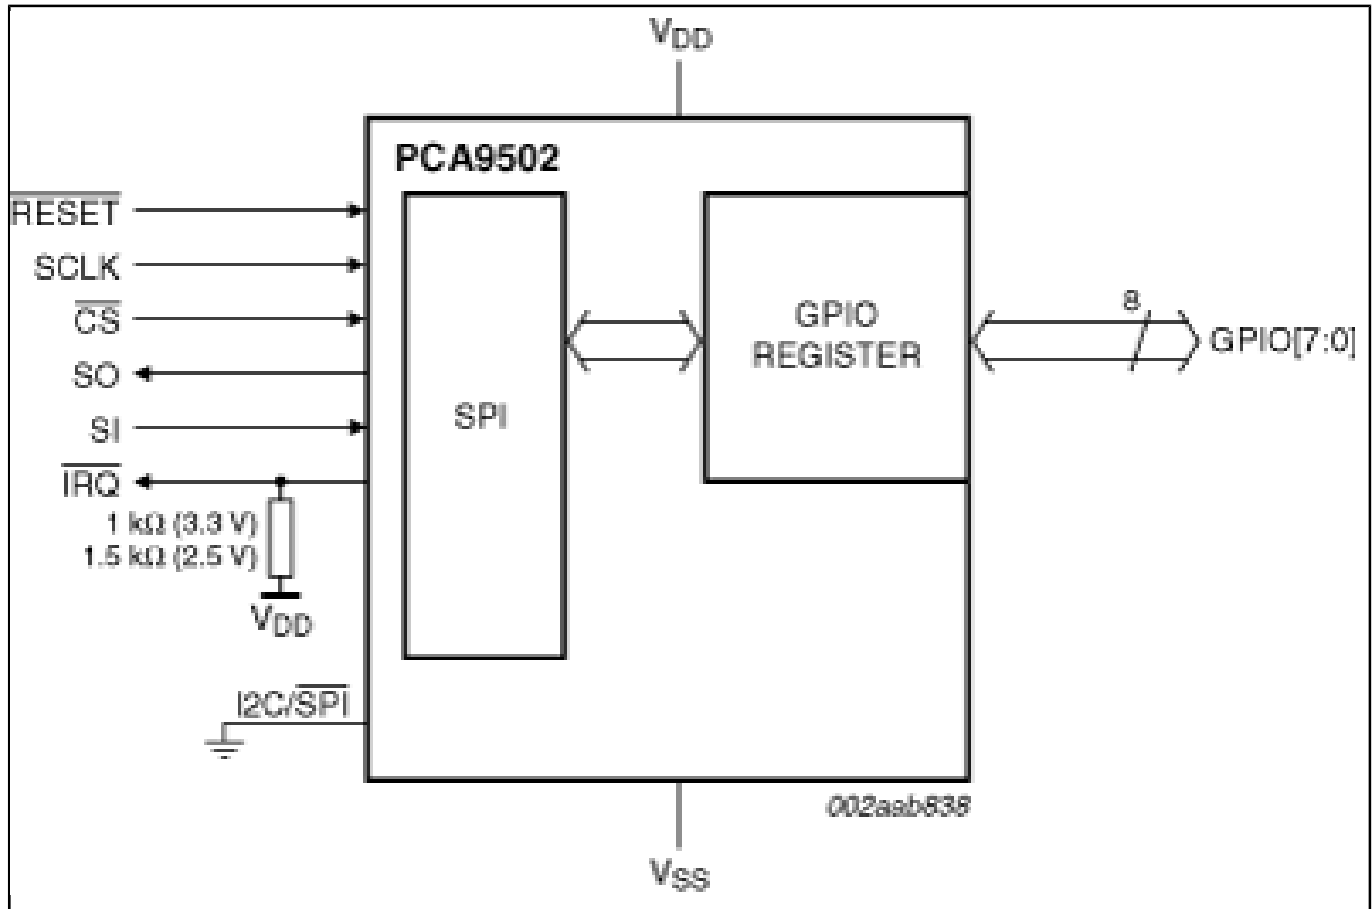 VDD
PCA9502
RESET
SCLK
CS
SO
SI
IRQ
1 kΩ (3.3 V)
1.5 kΩ (2.5 V)
VDD
I2C/SPI
SPI
GPIO
REGISTER
8
GPIO[7:0]
002aab838
VSS